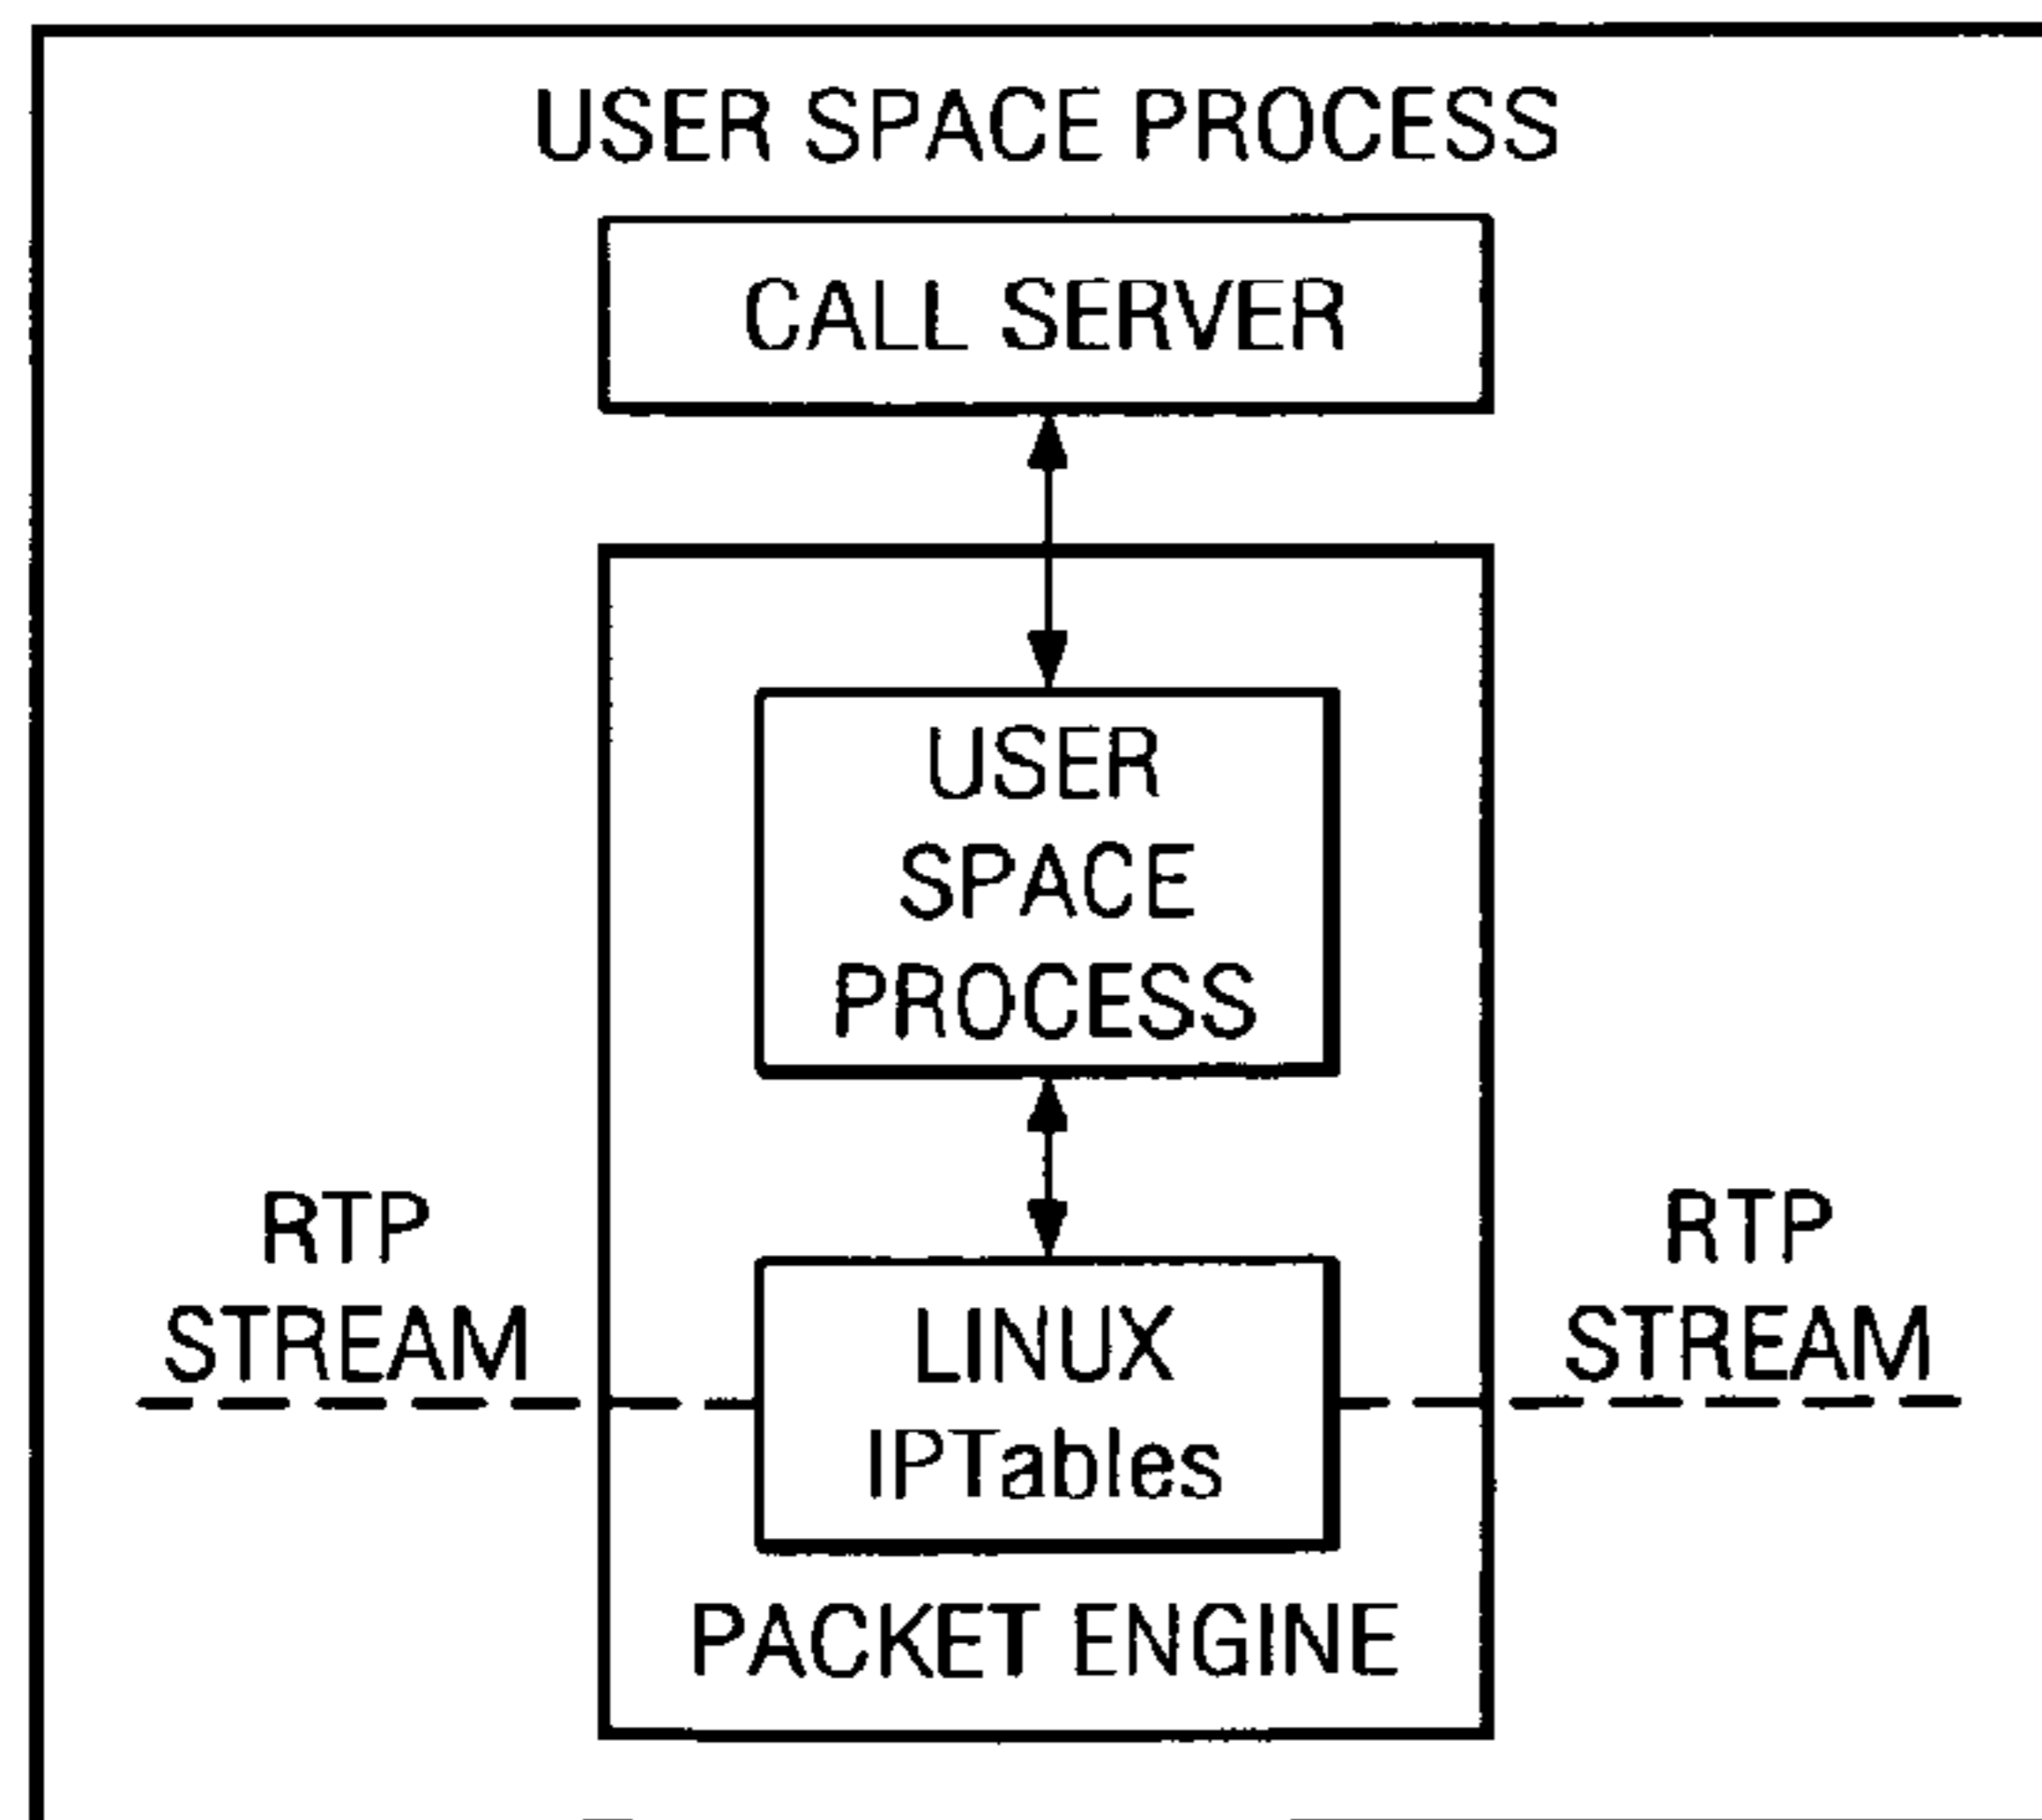 USER SPACE PROCESS
CALL SERVER
USER
SPACE
PROCESS
RTP
STREAM
RTP
STREAM
LINUX
IPTables
PACKET ENGINE